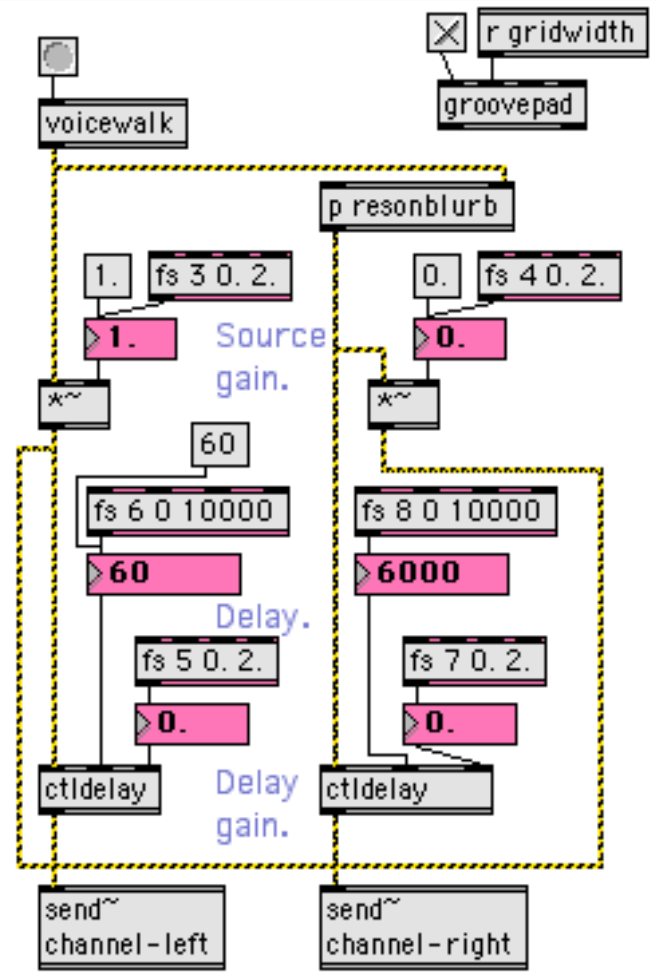 r gridwidth
groovepad
voicewalk
p resonblurb
1.
fs 3 0. 2.
0.
fs 4 0. 2.
1.
Source
gain.
0.
*~
*~
60
fs 6 0 10000
fs 8 0 10000
60
6000
Delay.
fs 5 0. 2.
fs 7 0. 2.
0.
0.
ctldelay
Delay
gain.
ctldelay
send~
channel-left
send~
channel-right